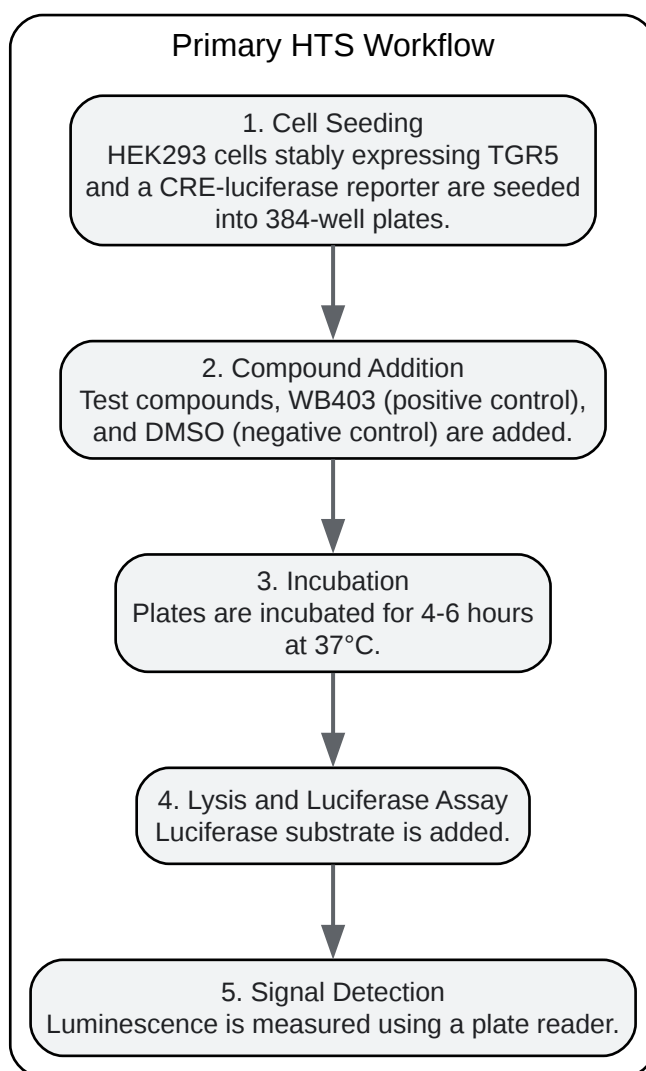 Primary HTS Workflow
1. Cell Seeding
HEK293 cells stably expressing TGR5
and a CRE-luciferase reporter are seeded
into 384-well plates.
2. Compound Addition
Test compounds, WB403 (positive control),
and DMSO (negative control) are added.
3. Incubation
Plates are incubated for 4-6 hours
at 37°C.
4. Lysis and Luciferase Assay
Luciferase substrate is added.
5. Signal Detection
Luminescence is measured using a plate reader.